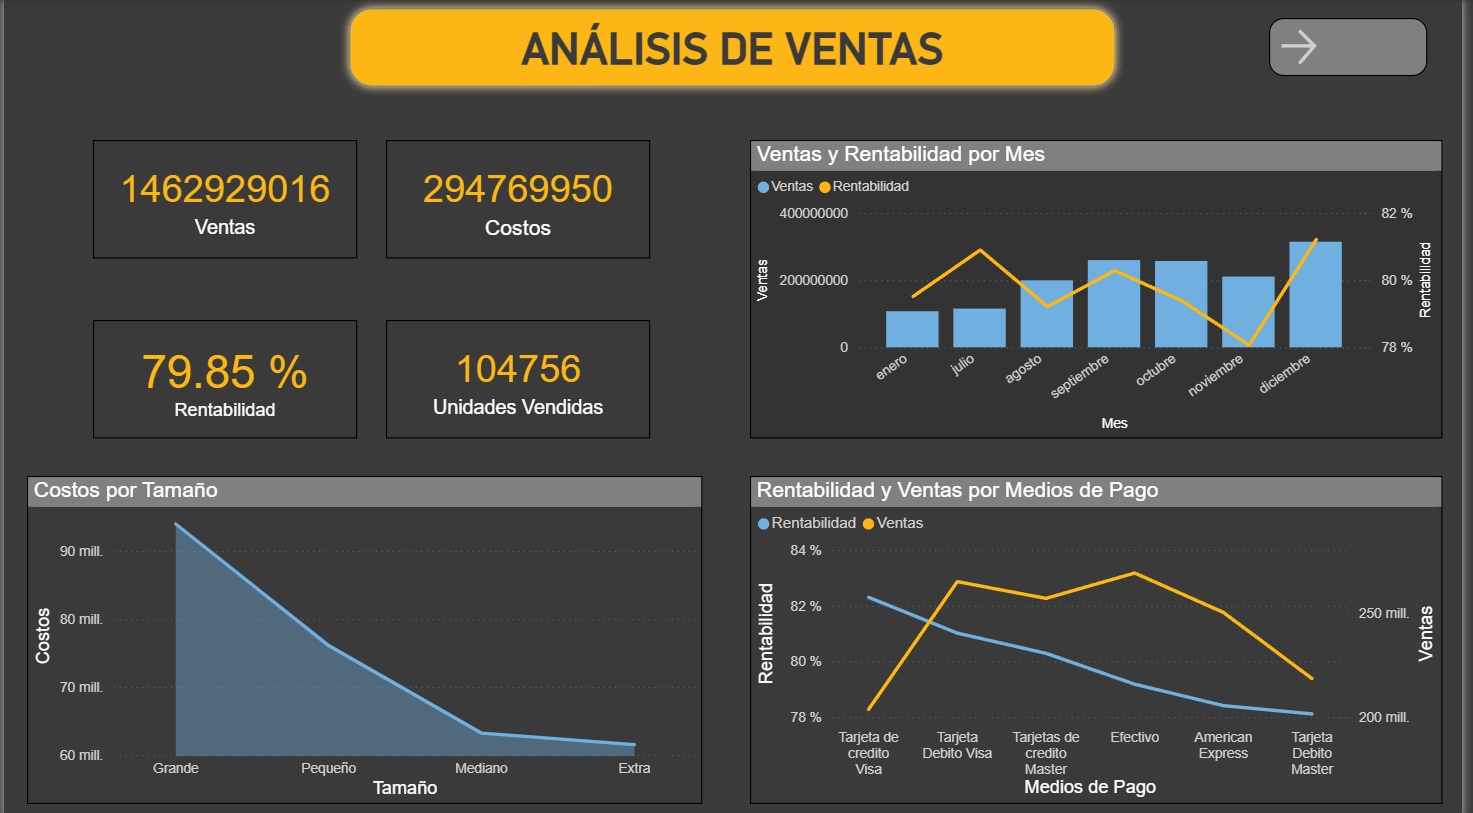 ANÁLISIS DE VENTAS
1462929016
Ventas
294769950
Costos
79.85 %
Rentabilidad
104756
Unidades Vendidas
Ventas y Rentabilidad por Mes
Ventas Rentabilidad
400000000
200000000
0
Ventas
82 %
80 %
78 %
Rentabilidad
enero
julio
agosto
septiembre
octubre
noviembre
diciembre
Mes
Costos por Tamaño
90 mill.
80 mill.
70 mill.
60 mill.
Costos
Grande
Pequeño
Mediano
Extra
Tamaño
Rentabilidad y Ventas por Medios de Pago
Rentabilidad Ventas
84 %
82 %
80 %
78 %
Rentabilidad
250 mill.
200 mill.
Ventas
Tarjeta de
credito
Visa
Tarjeta
Debito Visa
Tarjetas de
credito
Master
Efectivo
American
Express
Tarjeta
Debito
Master
Medios de Pago